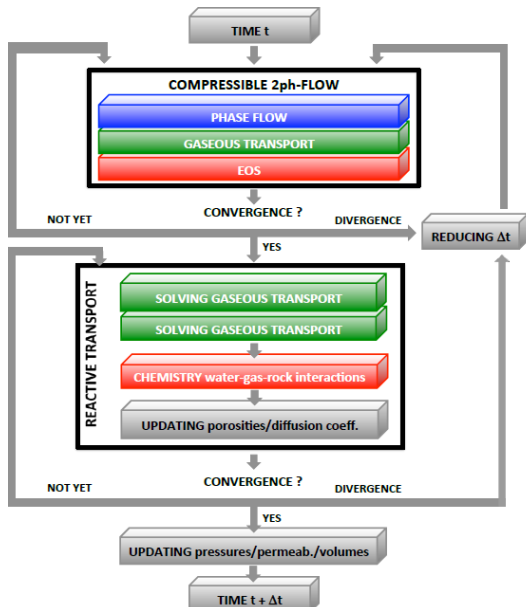 TIME t
COMPRESSIBLE 2ph-FLOW
PHASE FLOW
GASEOUS TRANSPORT
EOS
CONVERGENCE ?
NOT YET
DIVERGENCE
REDUCING Δt
YES
REACTIVE TRANSPORT
SOLVING GASEOUS TRANSPORT
SOLVING GASEOUS TRANSPORT
CHEMISTRY water-gas-rock interactions
UPDATING porosities/diffusion coeff.
CONVERGENCE ?
NOT YET
DIVERGENCE
YES
UPDATING pressures/permeab./volumes
TIME t + Δt